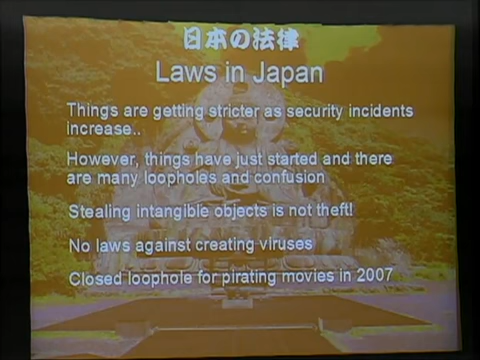 日本の法律
Laws in Japan
Things are getting stricter as security incidents
increase..
However, things have just started and there
are many loopholes and confusion
Stealing intangible objects is not theft!
No laws against creating viruses
Closed loophole for pirating movies in 2007